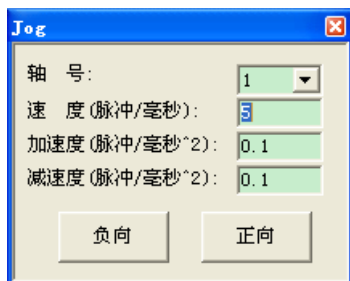 Jog
轴 号: 1
速 度(脉冲/毫秒): 5
加速度(脉冲/毫秒^2): 0.1
减速度(脉冲/毫秒^2): 0.1
负向 正向